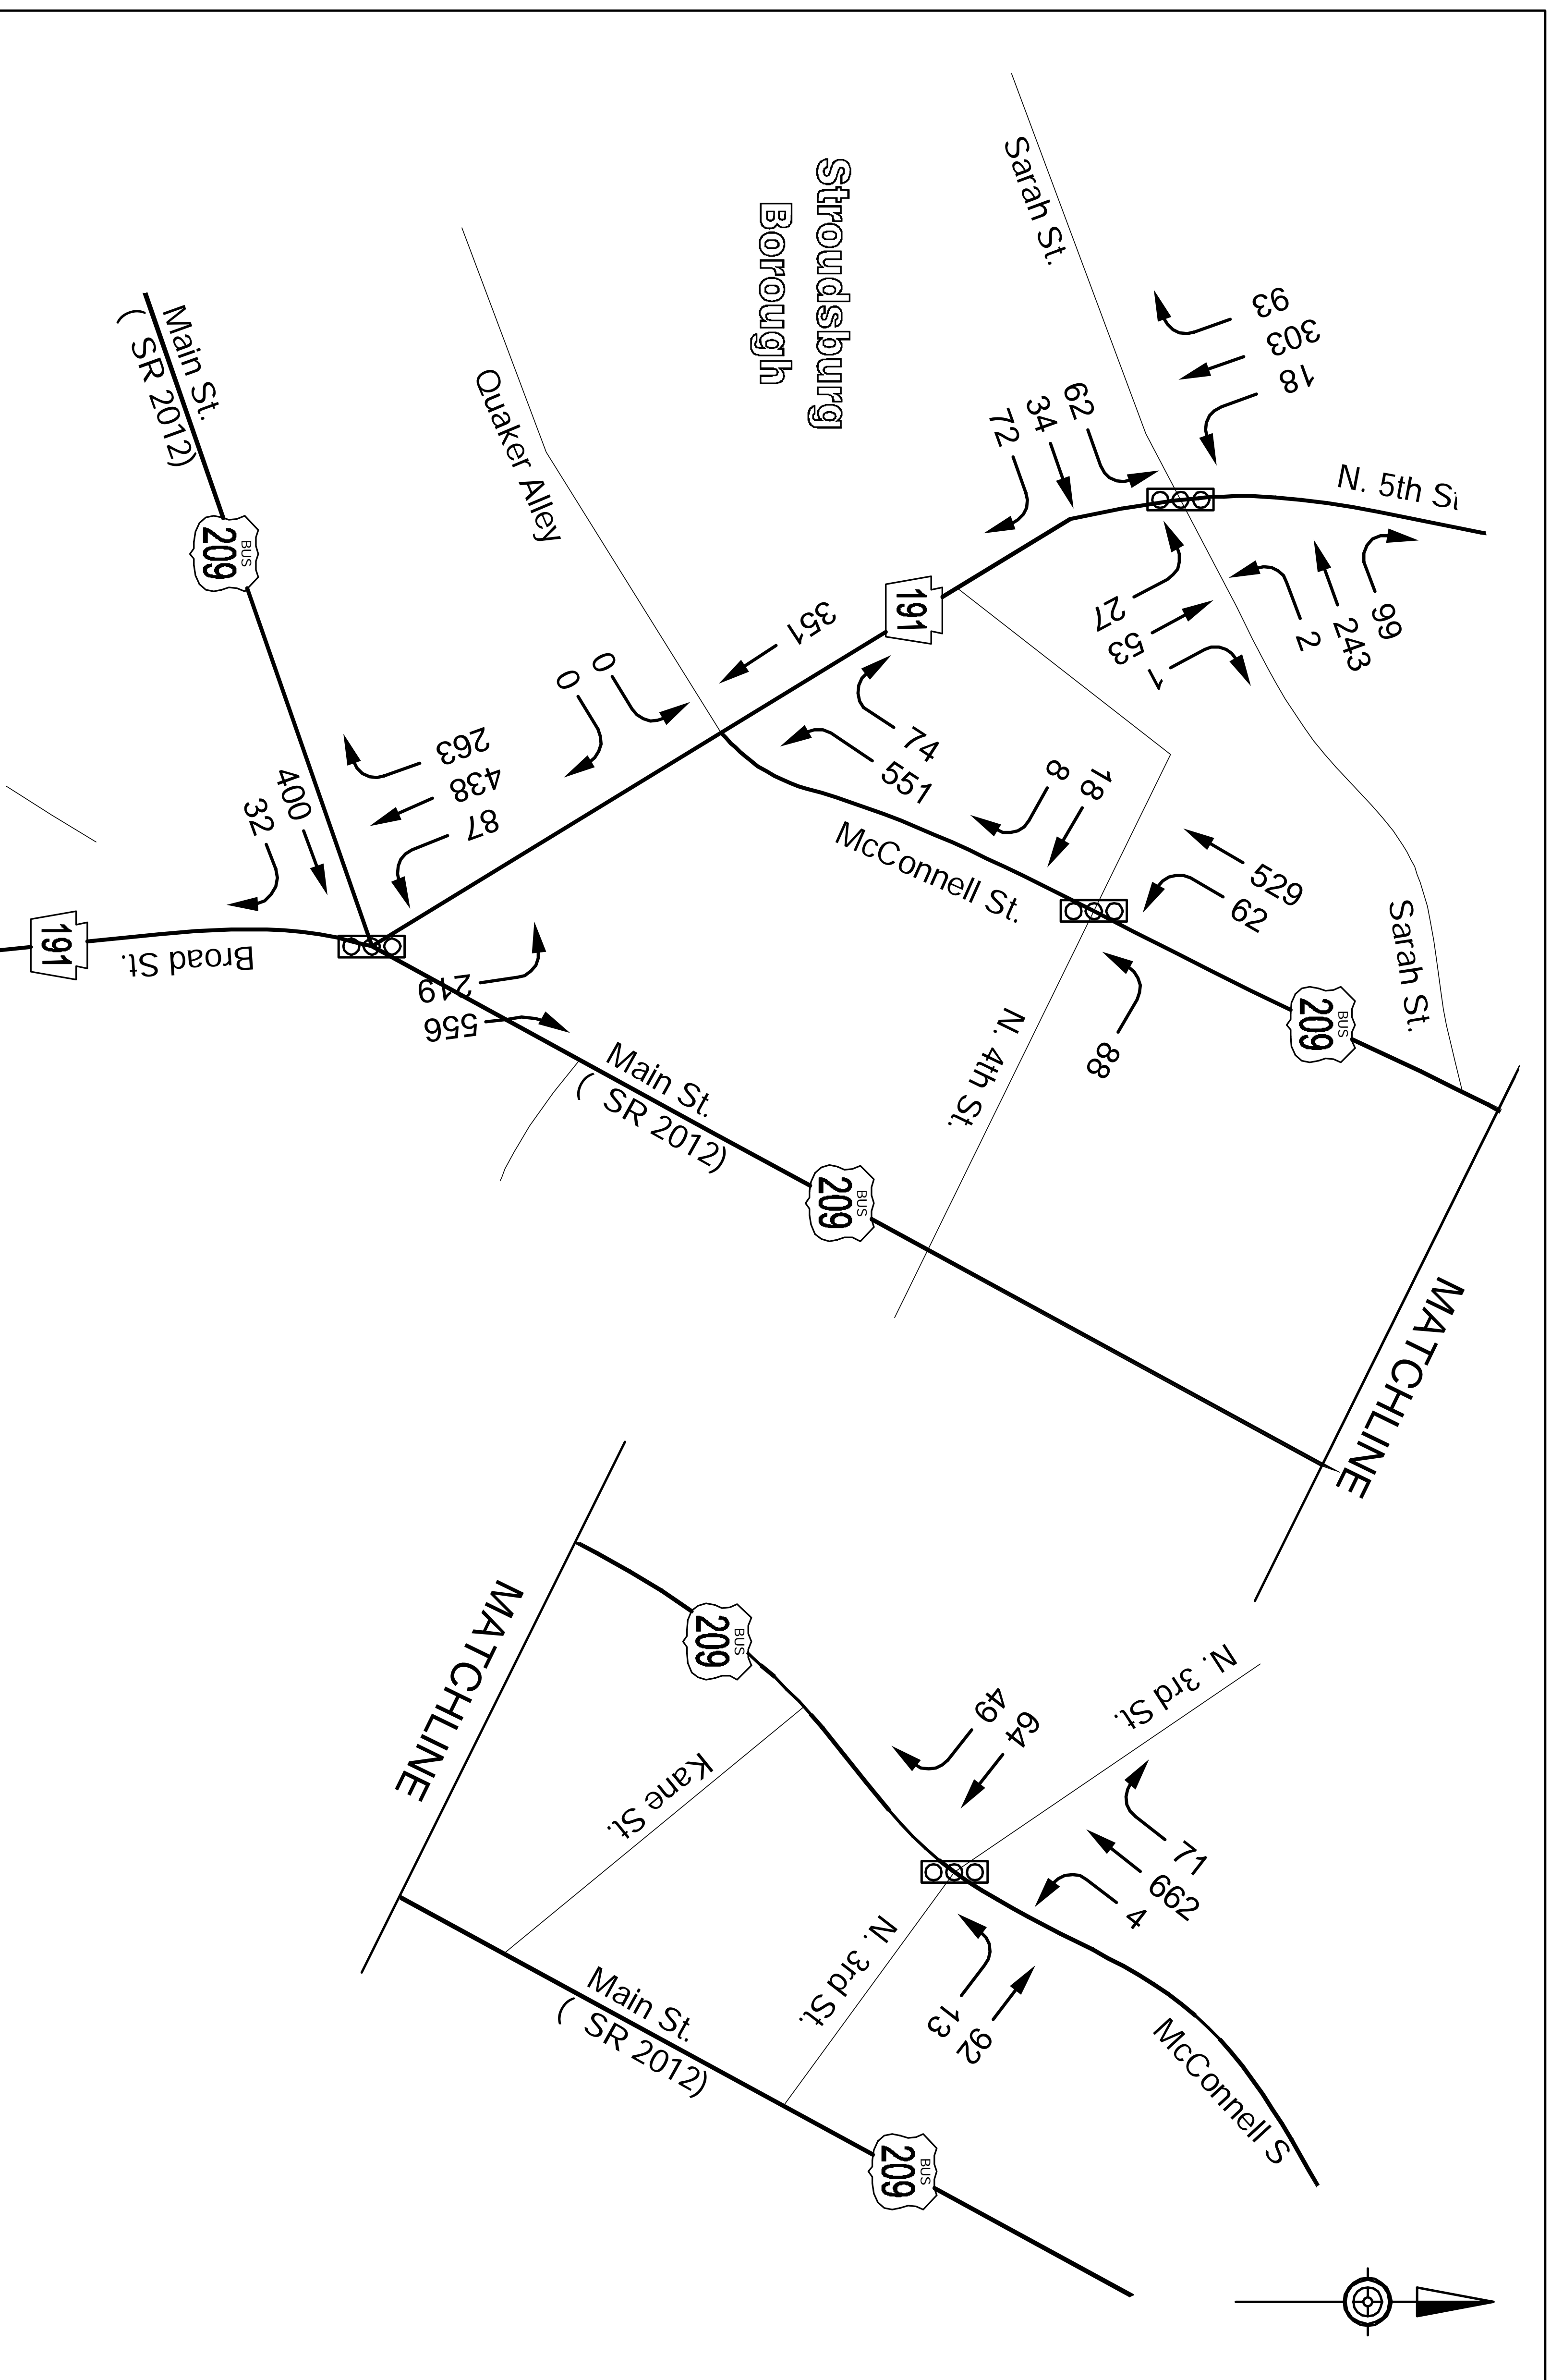 Stroudsburg
Borough
Sarah St.
93
303
18
62
34
72
N. 5th St
99
243
2
27
53
1
191
351
Quaker Alley
0
0
74
551
Main St.
( SR 2012)
BUS
209
263
438
87
400
32
191
Broad St.
219
556
McConnell St.
8
18
529
62
88
N. 4th St.
Sarah St.
BUS
209
Main St.
( SR 2012)
BUS
209
MATCHLINE
MATCHLINE
BUS
209
Kane St.
N. 3rd St.
49
64
71
662
4
13
92
N. 3rd St.
Main St.
( SR 2012)
BUS
209
McConnell S